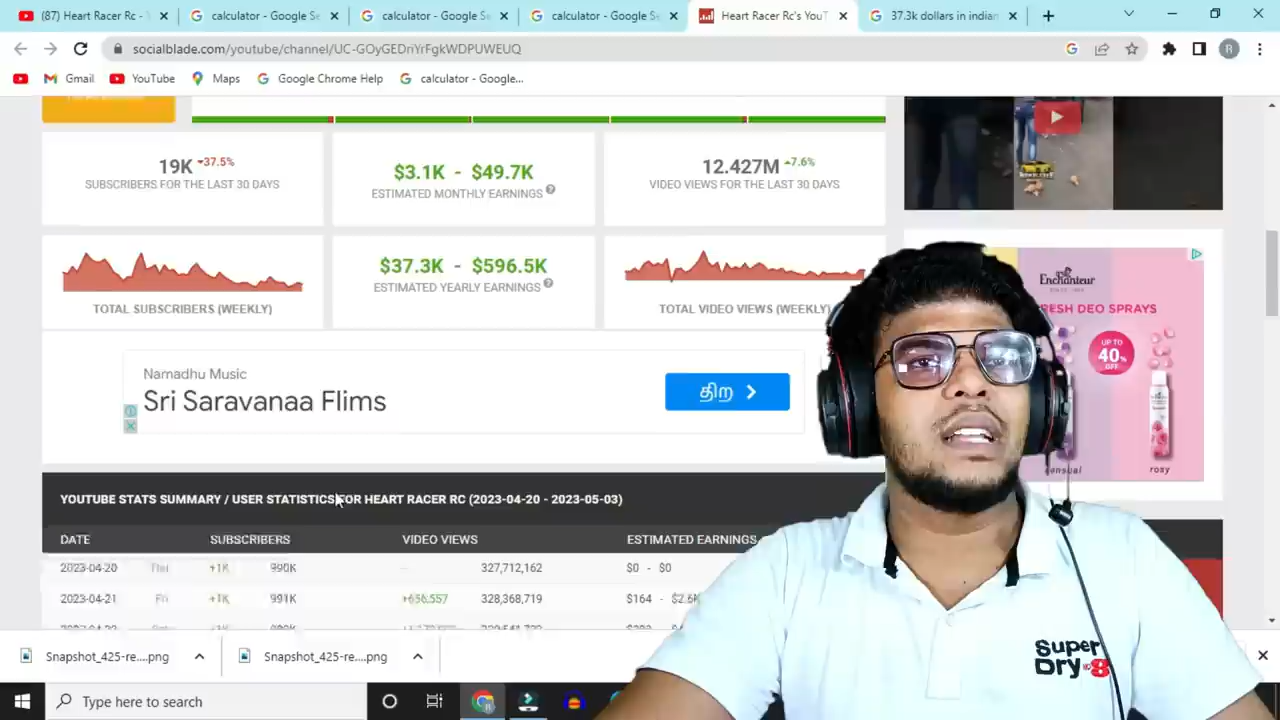 (87) Heart Racer Rc -
calculator - Google Se
calculator - Google Se
calculator - Google Se
Heart Racer Rc's YouT
37.3k dollars in indian
socialblade.com/youtube/channel/UC-GOyGEDriYrFgkWDPUWEUQ
R
Gmail
YouTube
Maps
Google Chrome Help
calculator - Google...
19K 37.5%
SUBSCRIBERS FOR THE LAST 30 DAYS
$3.1K - $49.7K
ESTIMATED MONTHLY EARNINGS
12.427M 7.6%
VIDEO VIEWS FOR THE LAST 30 DAYS
TOTAL SUBSCRIBERS (WEEKLY)
$37.3K - $596.5K
ESTIMATED YEARLY EARNINGS
TOTAL VIDEO VIEWS (WEEKLY)
Enchanteur
DEO SPRAYS
UP TO
40%
OFF
rosy
Namadhu Music
Sri Saravanaa Flims
திற
YOUTUBE STATS SUMMARY / USER STATISTICS FOR HEART RACER RC (2023-04-20 - 2023-05-03)
DATE SUBSCRIBERS VIDEO VIEWS ESTIMATED EARNINGS
2023-04-20 +1K 990K -- 327,712,162 $0 - $0
2023-04-21 Fri +1K 991K +656,557 328,368,719 $164 -
Super
Dry
Snapshot_425-re....png
Snapshot_425-re....png
Type here to search